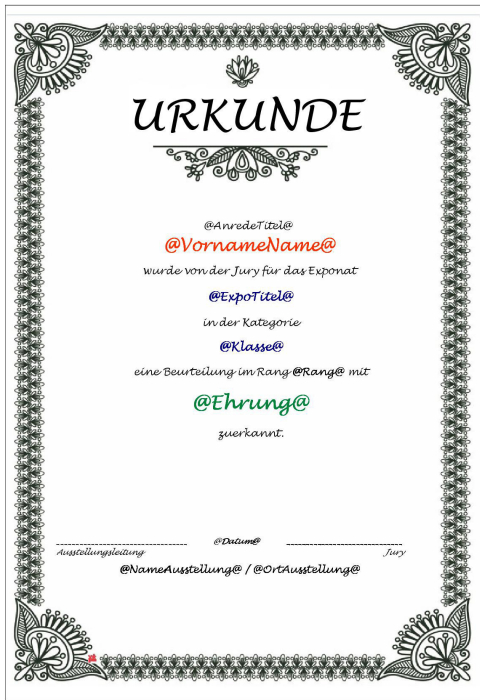 URKUNDE
@AnredeTitel@
@VornameName@
wurde von der Jury für das Exponat
@ExpoTitel@
in der Kategorie
@Klasse@
eine Beurteilung im Rang @Rang@ mit
@Ehrung@
zuerkannt.
@Datum@
Ausstellungsleitung Jury
@NameAusstellung@ / @OrtAusstellung@